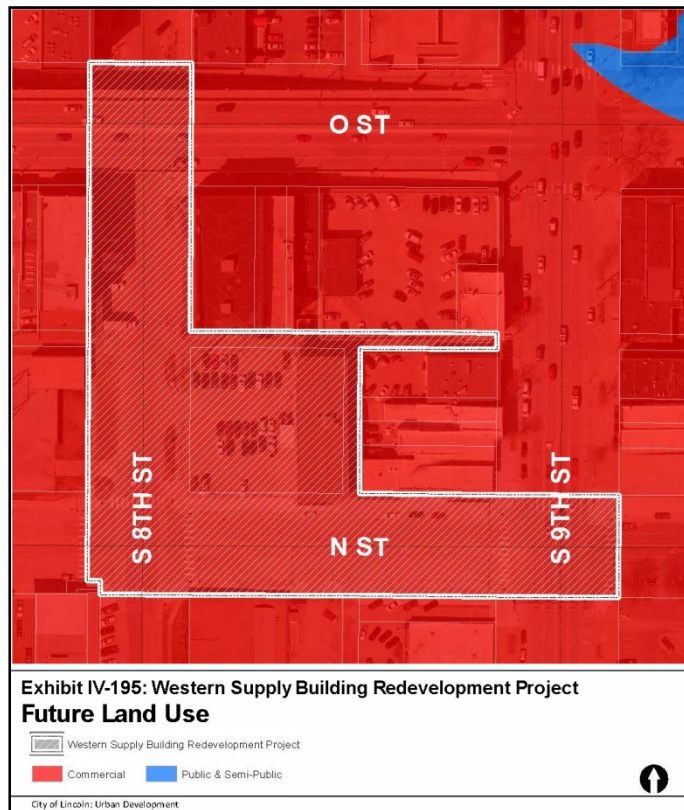 O ST
S 8TH ST
N ST
S 9TH ST
Exhibit IV-195: Western Supply Building Redevelopment Project
Future Land Use
Western Supply Building Redevelopment Project
Commercial
Public & Semi-Public
City of Lincoln: Urban Development